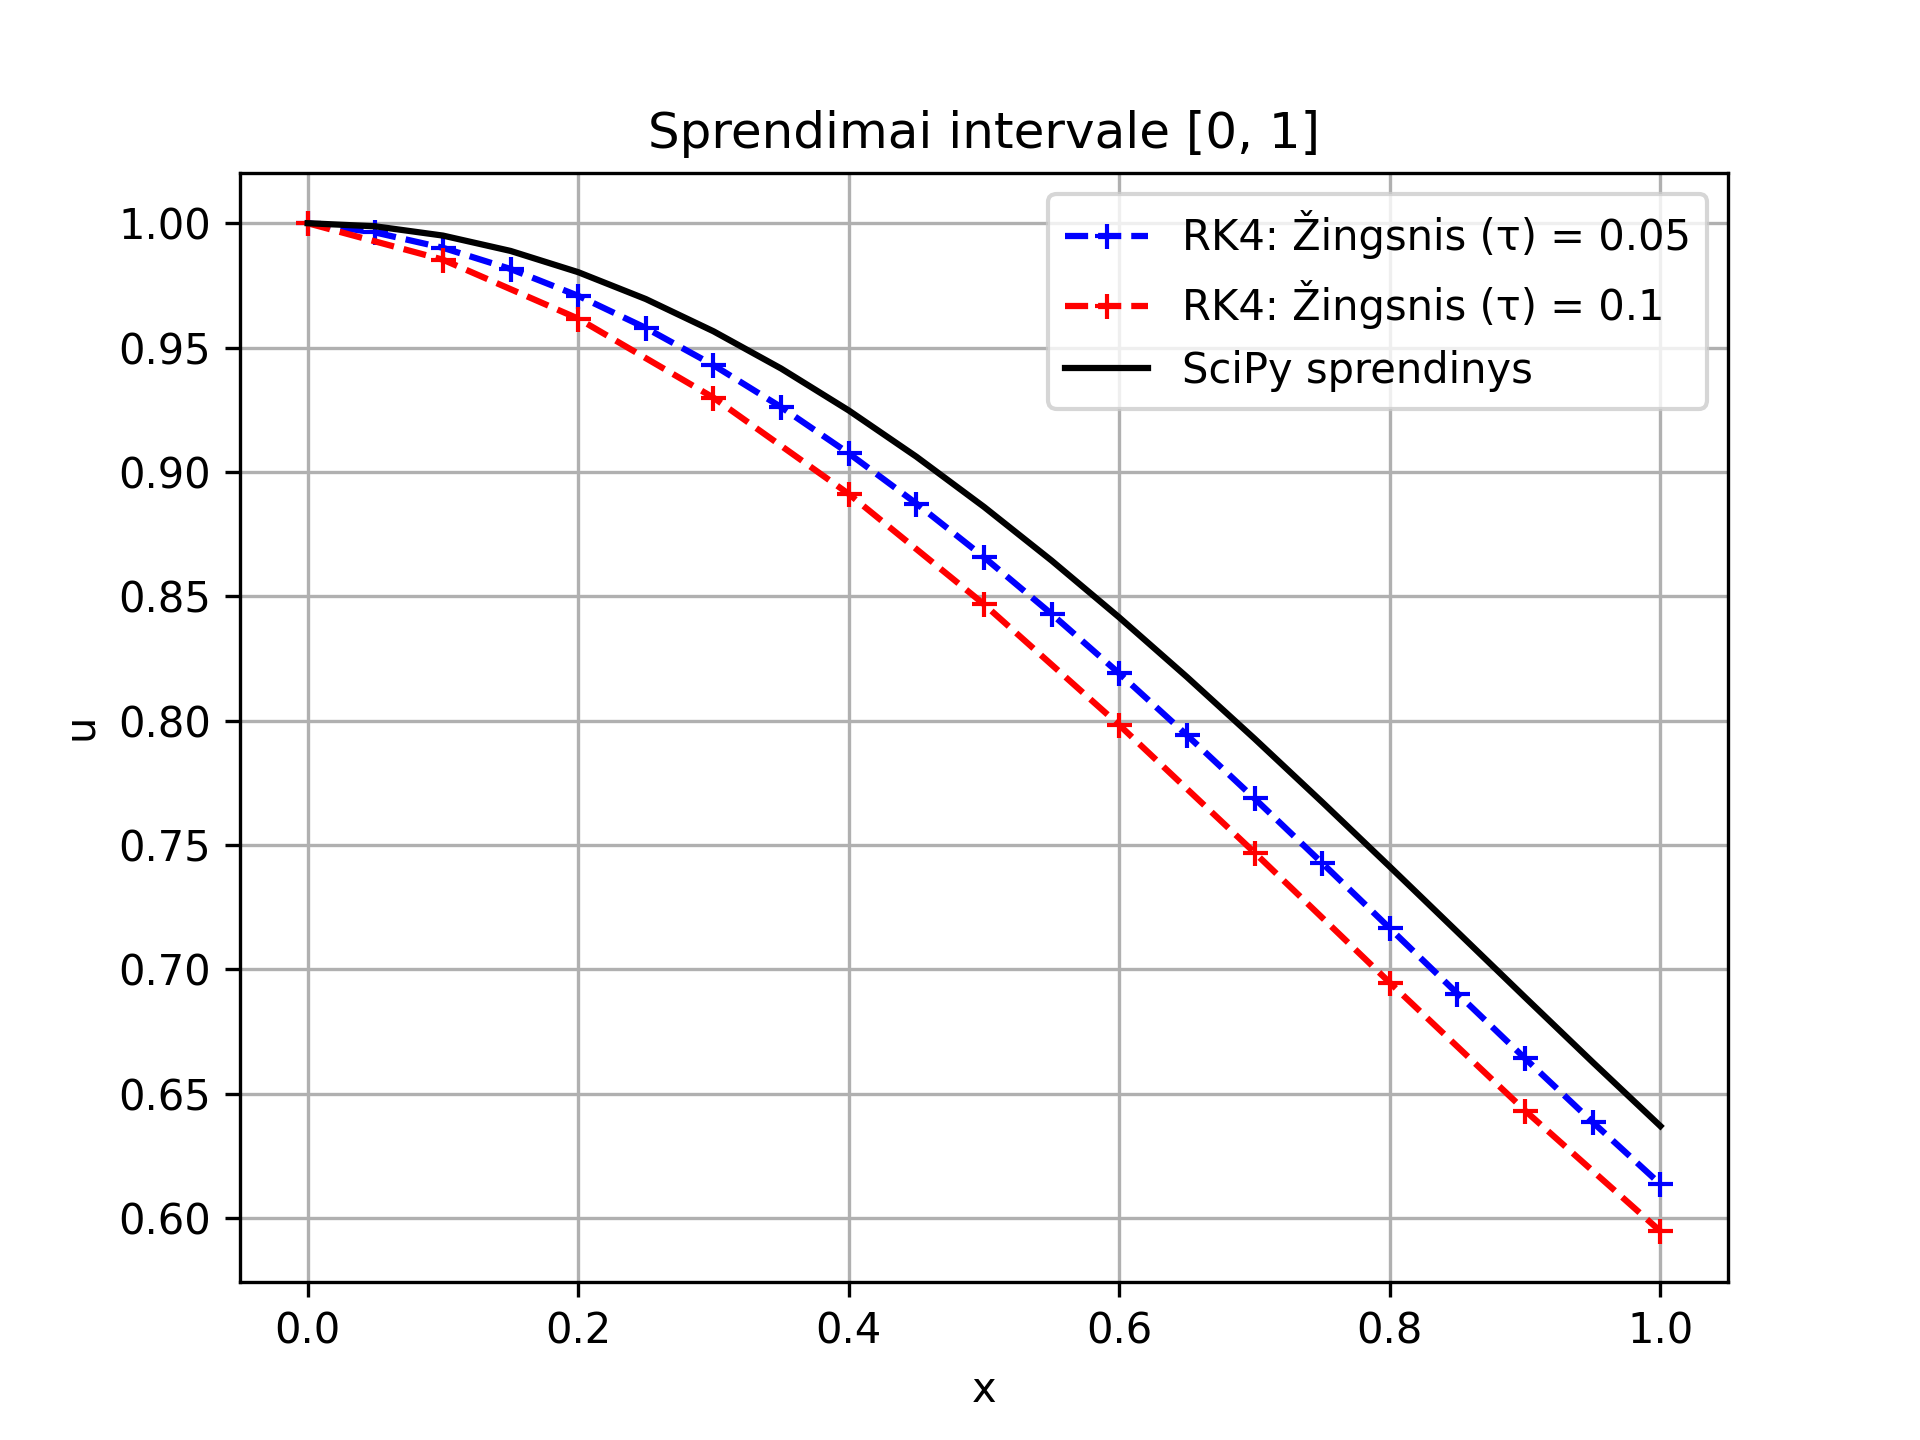 Sprendimai intervale [0, 1]
RK4: Žingsnis (τ) = 0.05
RK4: Žingsnis (τ) = 0.1
SciPy sprendinys
u
1.00
0.95
0.90
0.85
0.80
0.75
0.70
0.65
0.60
0.0 0.2 0.4 0.6 0.8 1.0
x